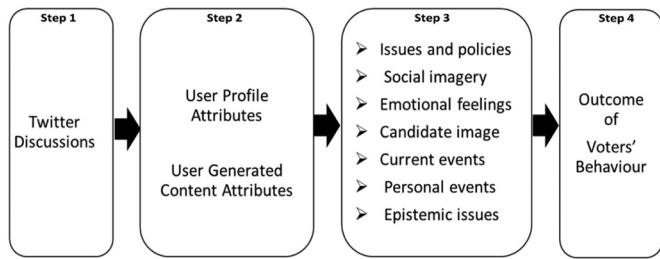 Step 1
Twitter
Discussions
Step 2
User Profile
Attributes
User Generated
Content Attributes
Step 3
Issues and policies
Social imagery
Emotional feelings
Candidate image
Current events
Personal events
Epistemic issues
Step 4
Outcome
of
Voters’
Behaviour